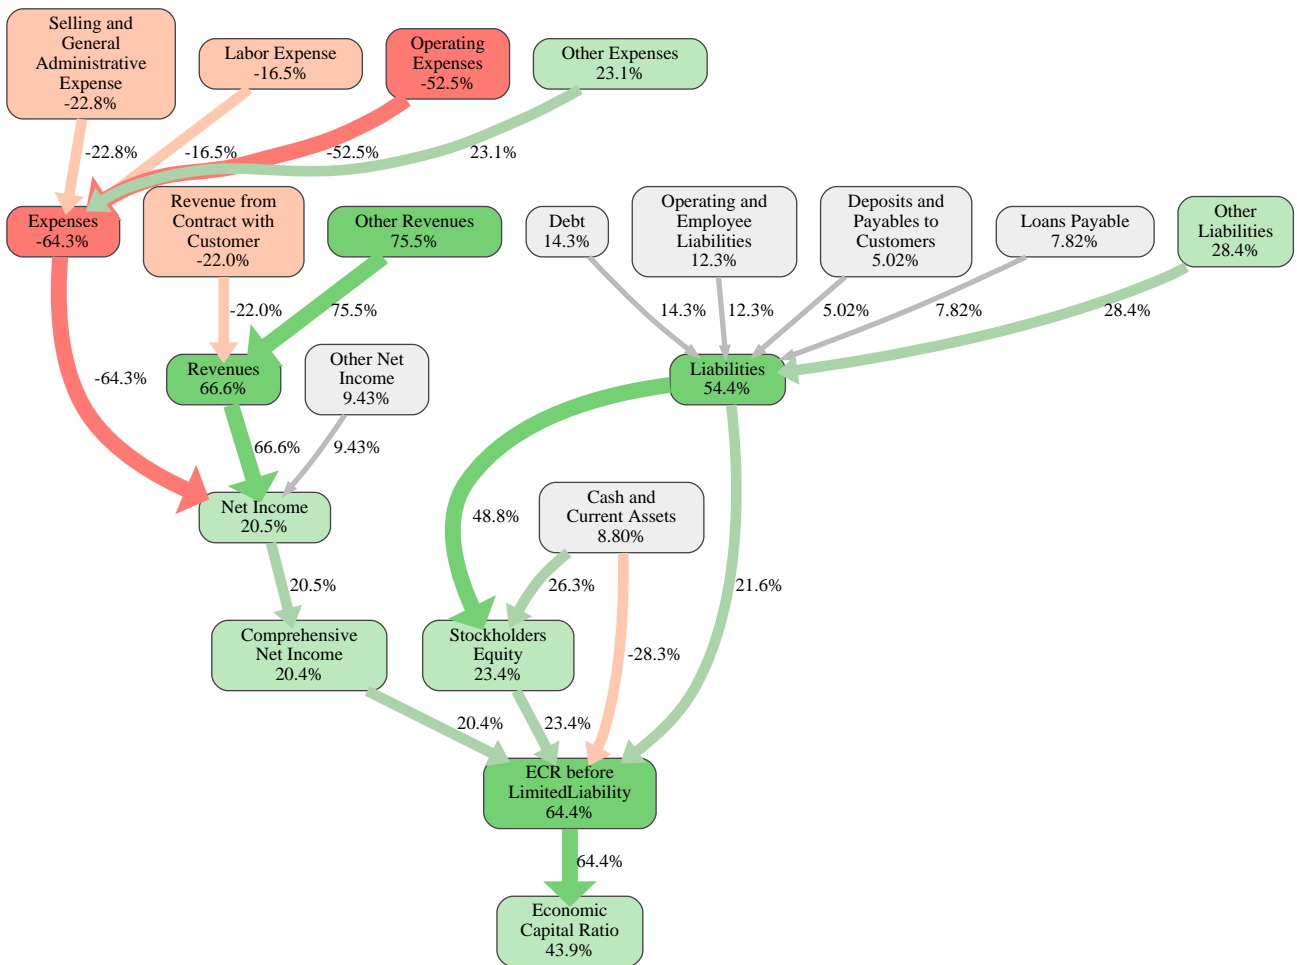 Selling and
General
Administrative
Expense
-22.8%
Labor Expense
-16.5%
Operating
Expenses
-52.5%
Other Expenses
23.1%
-22.8%
-16.5%
-52.5%
23.1%
Expenses
-64.3%
Revenue from
Contract with
Customer
-22.0%
Other Revenues
75.5%
Debt
14.3%
Operating and
Employee
Liabilities
12.3%
Deposits and
Payables to
Customers
5.02%
Loans Payable
7.82%
Other
Liabilities
28.4%
-22.0%
75.5%
14.3%
12.3%
5.02%
7.82%
28.4%
-64.3%
Revenues
66.6%
Other Net
Income
9.43%
Liabilities
54.4%
66.6%
9.43%
Net Income
20.5%
48.8%
Cash and
Current Assets
8.80%
20.5%
26.3%
21.6%
Comprehensive
Net Income
20.4%
Stockholders
Equity
23.4%
-28.3%
20.4%
23.4%
ECR before
LimitedLiability
64.4%
64.4%
Economic
Capital Ratio
43.9%